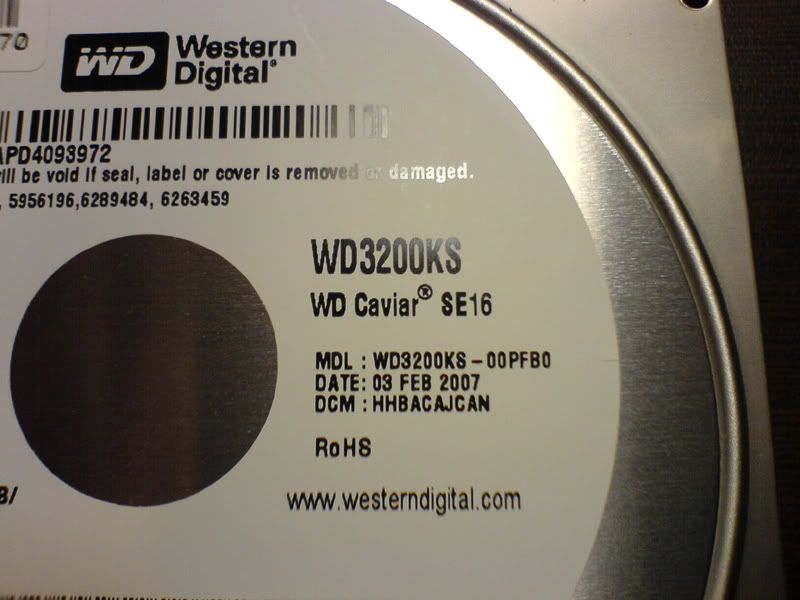 70
WD Western
Digital®
APD4093972
will be void if seal, label or cover is removed or damaged.
, 5956196,6289484, 6263459
WD3200KS
WD Caviar® SE16
MDL : WD3200KS-00PFB0
DATE: 03 FEB 2007
DCM : HHBACAJCAN
RoHS
B/
www.westerndigital.com